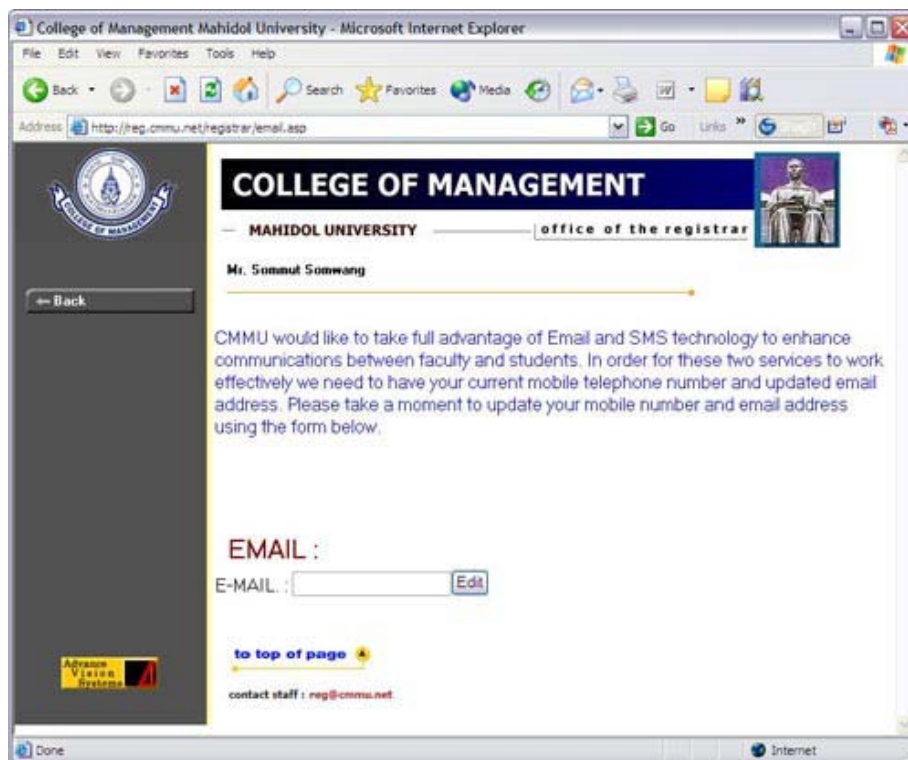 College of Management Mahidol University - Microsoft Internet Explorer
File Edit View Favorites Tools Help
Back Search Favorites Media
Address http://reg.cmmu.net/registrar/email.asp Go Links »
COLLEGE OF MANAGEMENT
COLLEGE OF MANAGEMENT
MAHIDOL UNIVERSITY office of the registrar
Mr. Sommut Somwang
Back
CMMU would like to take full advantage of Email and SMS technology to enhance
communications between faculty and students. In order for these two services to work
effectively we need to have your current mobile telephone number and updated email
address. Please take a moment to update your mobile number and email address
using the form below.
EMAIL :
E-MAIL. : Edit
to top of page
Advance
Vision
Systems
contact staff : reg@cmmu.net
Done Internet